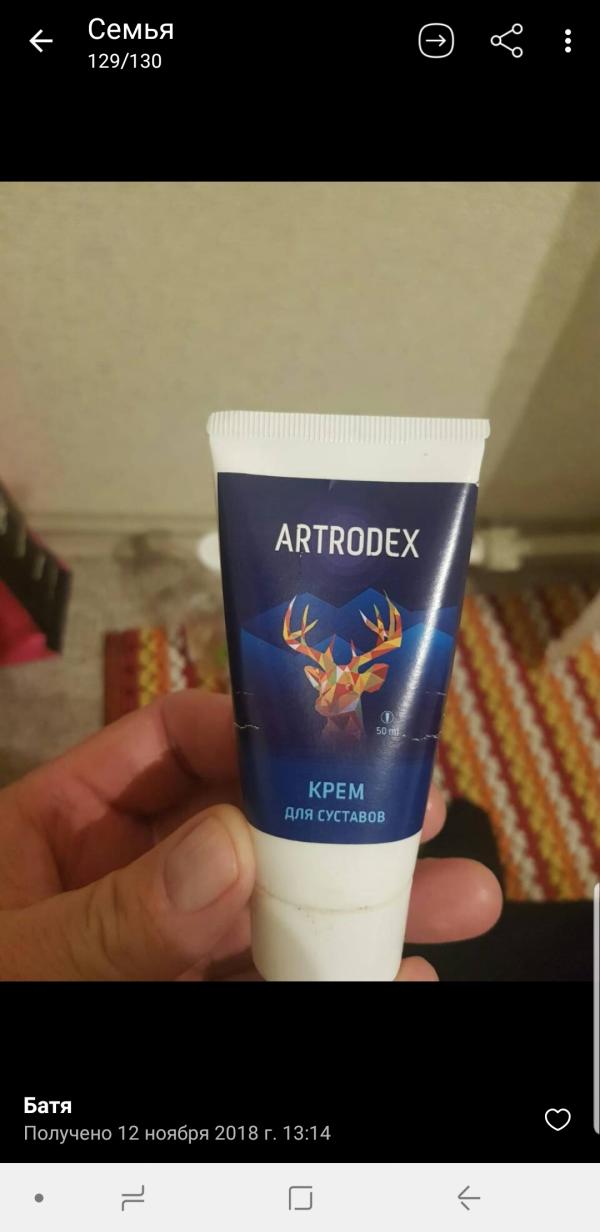 Семья
129/130
ARTRODEX
50 ml
КРЕМ
ДЛЯ СУСТАВОВ
Батя
Получено 12 ноября 2018 г. 13:14